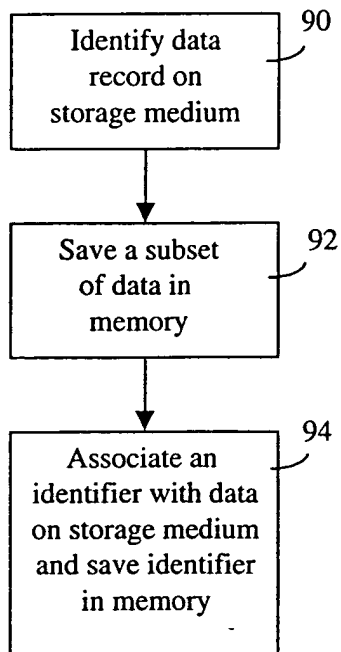 90
Identify data
record on
storage medium
92
Save a subset
of data in
memory
94
Associate an
identifier with data
on storage medium
and save identifier
in memory